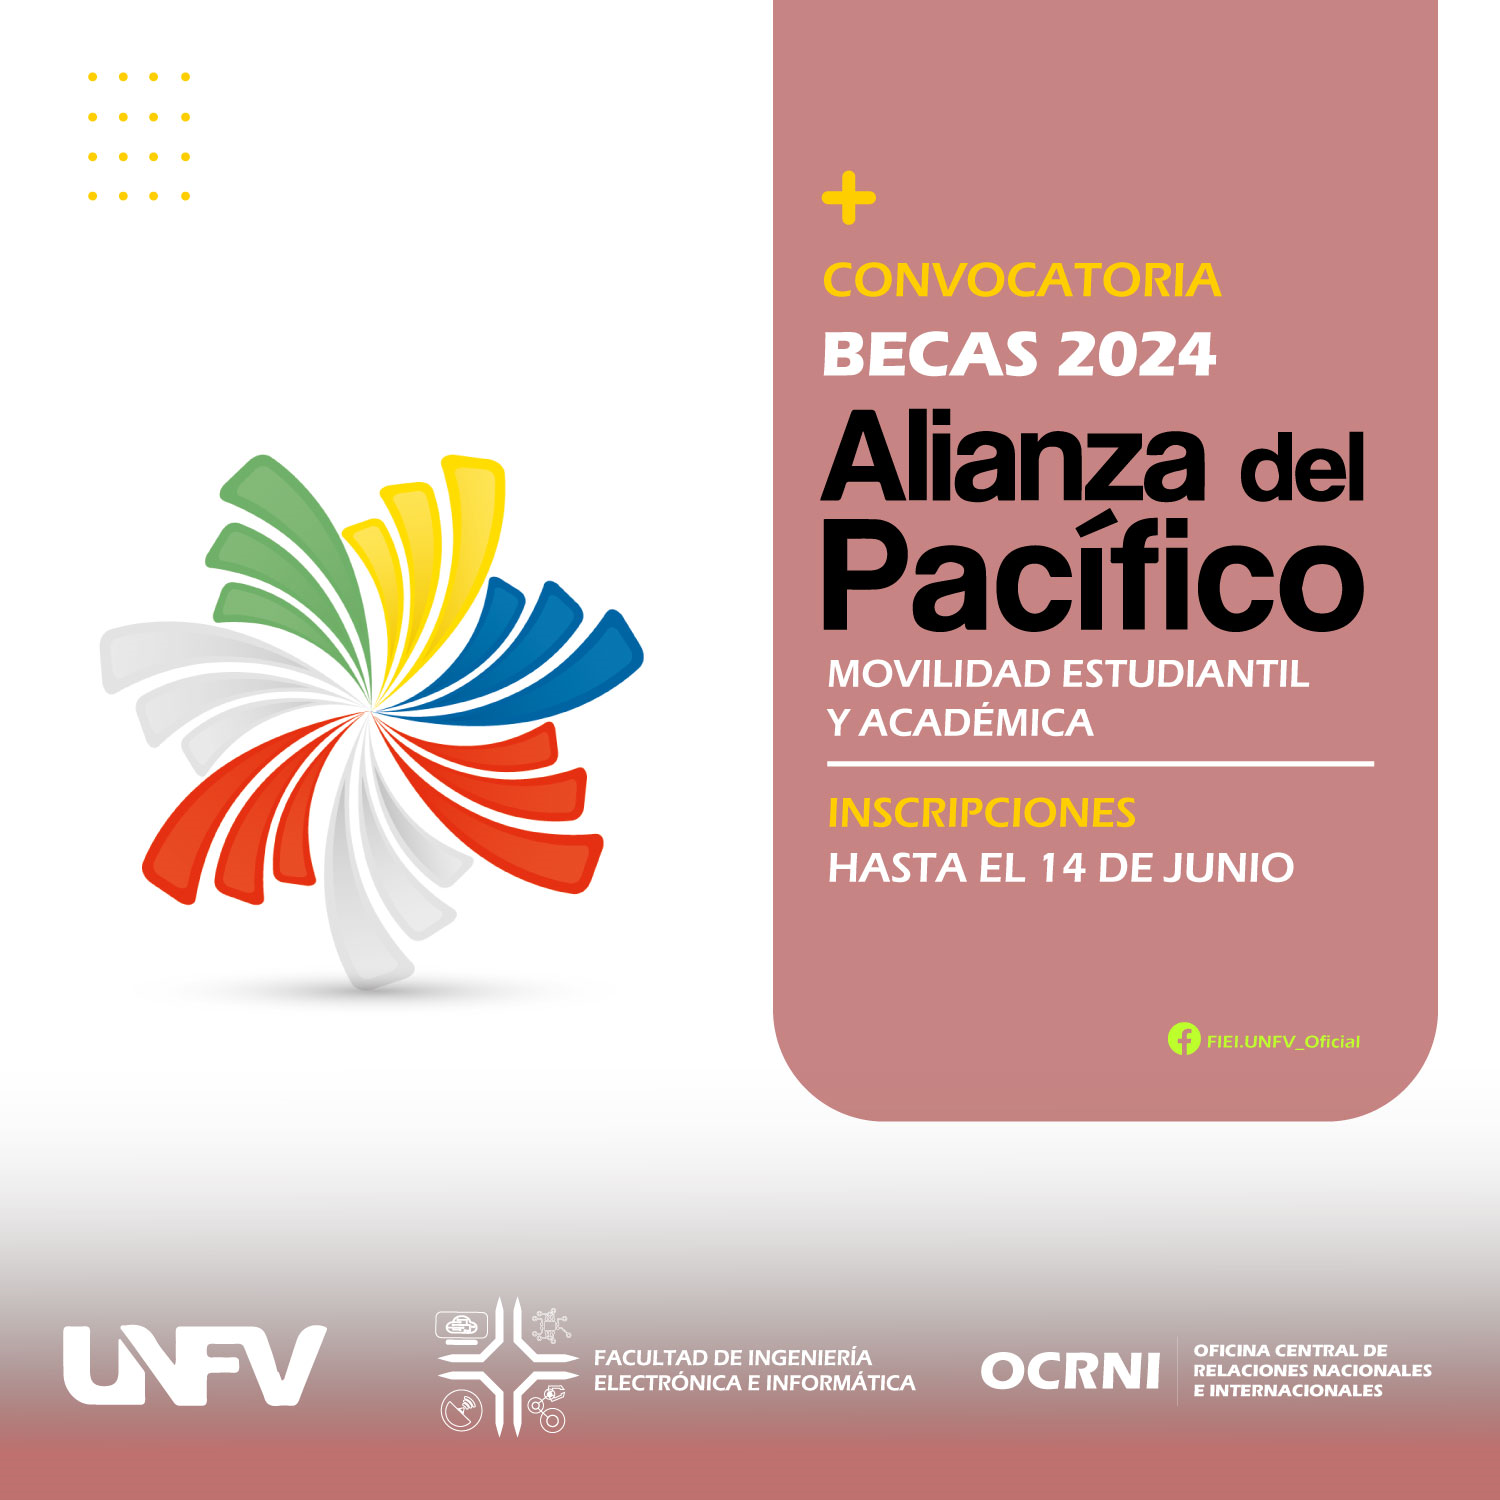 CONVOCATORIA
BECAS 2024
Alianza del
Pacífico
MOVILIDAD ESTUDIANTIL
Y ACADÉMICA
INSCRIPCIONES
HASTA EL 14 DE JUNIO
FIEI.UNFV_Oficial
UNFV
FACULTAD DE INGENIERÍA
ELECTRÓNICA E INFORMÁTICA
OCRNI
OFICINA CENTRAL DE
RELACIONES NACIONALES
E INTERNACIONALES